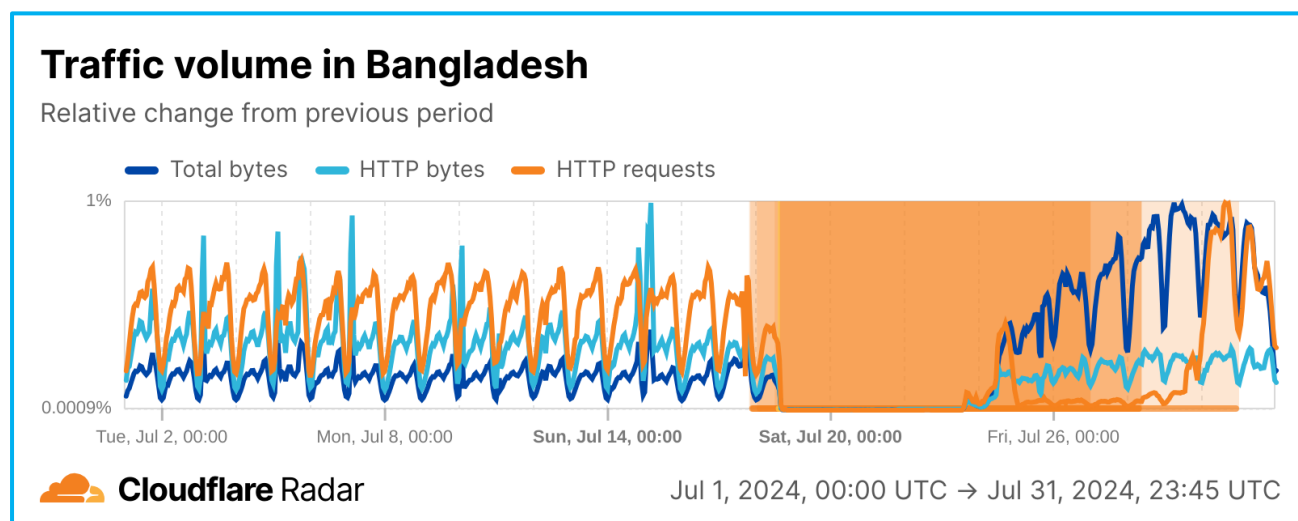 Traffic volume in Bangladesh
Relative change from previous period
Total bytes HTTP bytes HTTP requests
1%
0.0009%
Tue, Jul 2, 00:00 Mon, Jul 8, 00:00 Sun, Jul 14, 00:00 Sat, Jul 20, 00:00 Fri, Jul 26, 00:00
Cloudflare Radar Jul 1, 2024, 00:00 UTC → Jul 31, 2024, 23:45 UTC